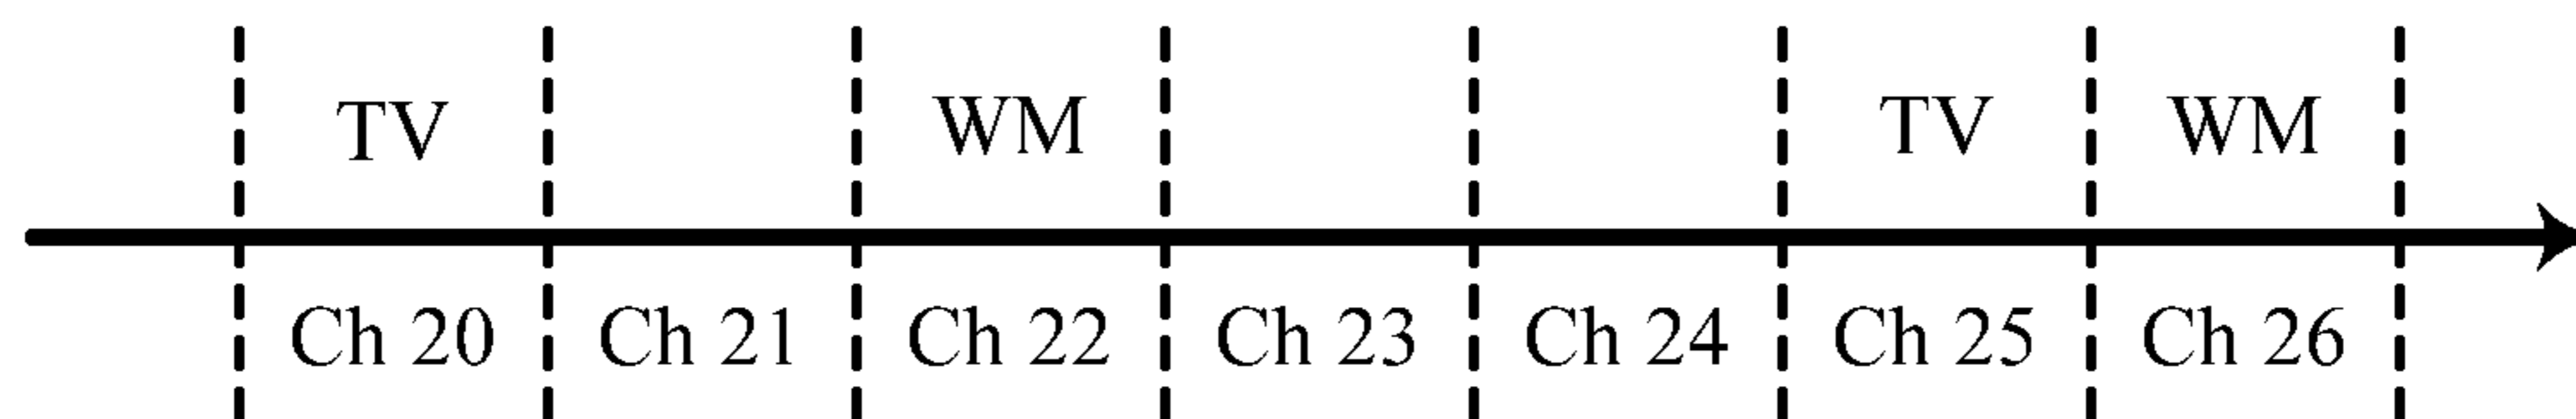 TV WM TV WM
Ch 20 Ch 21 Ch 22 Ch 23 Ch 24 Ch 25 Ch 26